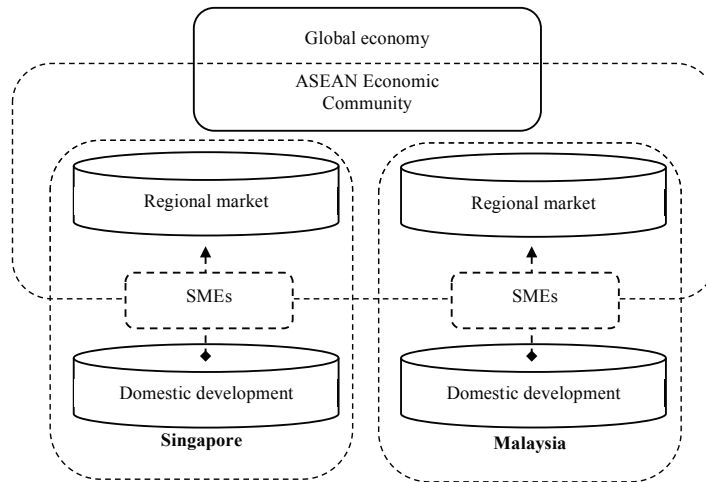 Global economy
ASEAN Economic
Community
Regional market
Regional market
SMEs
SMEs
Domestic development
Domestic development
Singapore
Malaysia